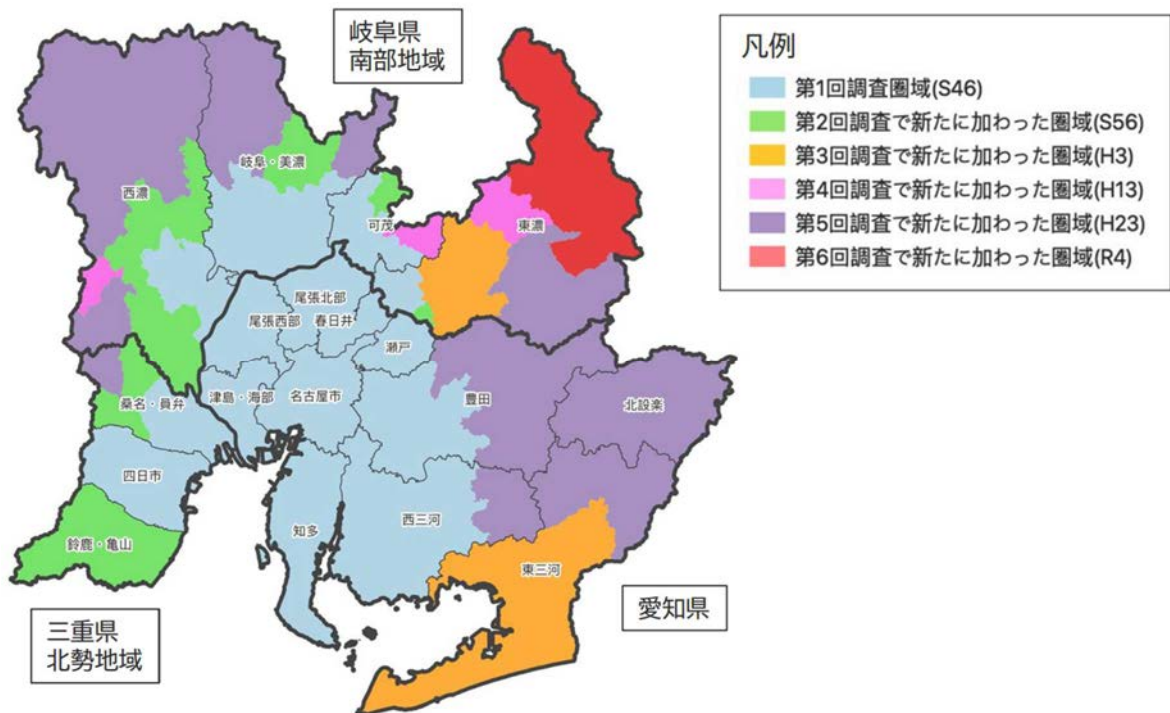 岐阜県
南部地域
凡例
第1回調査圏域(S46)
第2回調査で新たに加わった圏域(S56)
第3回調査で新たに加わった圏域(H3)
第4回調査で新たに加わった圏域(H13)
第5回調査で新たに加わった圏域(H23)
第6回調査で新たに加わった圏域(R4)
岐阜・美濃
西濃
可茂
東濃
尾張北部
尾張西部
春日井
瀬戸
桑名・員弁
津島・海部
名古屋市
豊田
北設楽
四日市
知多
西三河
鈴鹿・亀山
東三河
愛知県
三重県
北勢地域